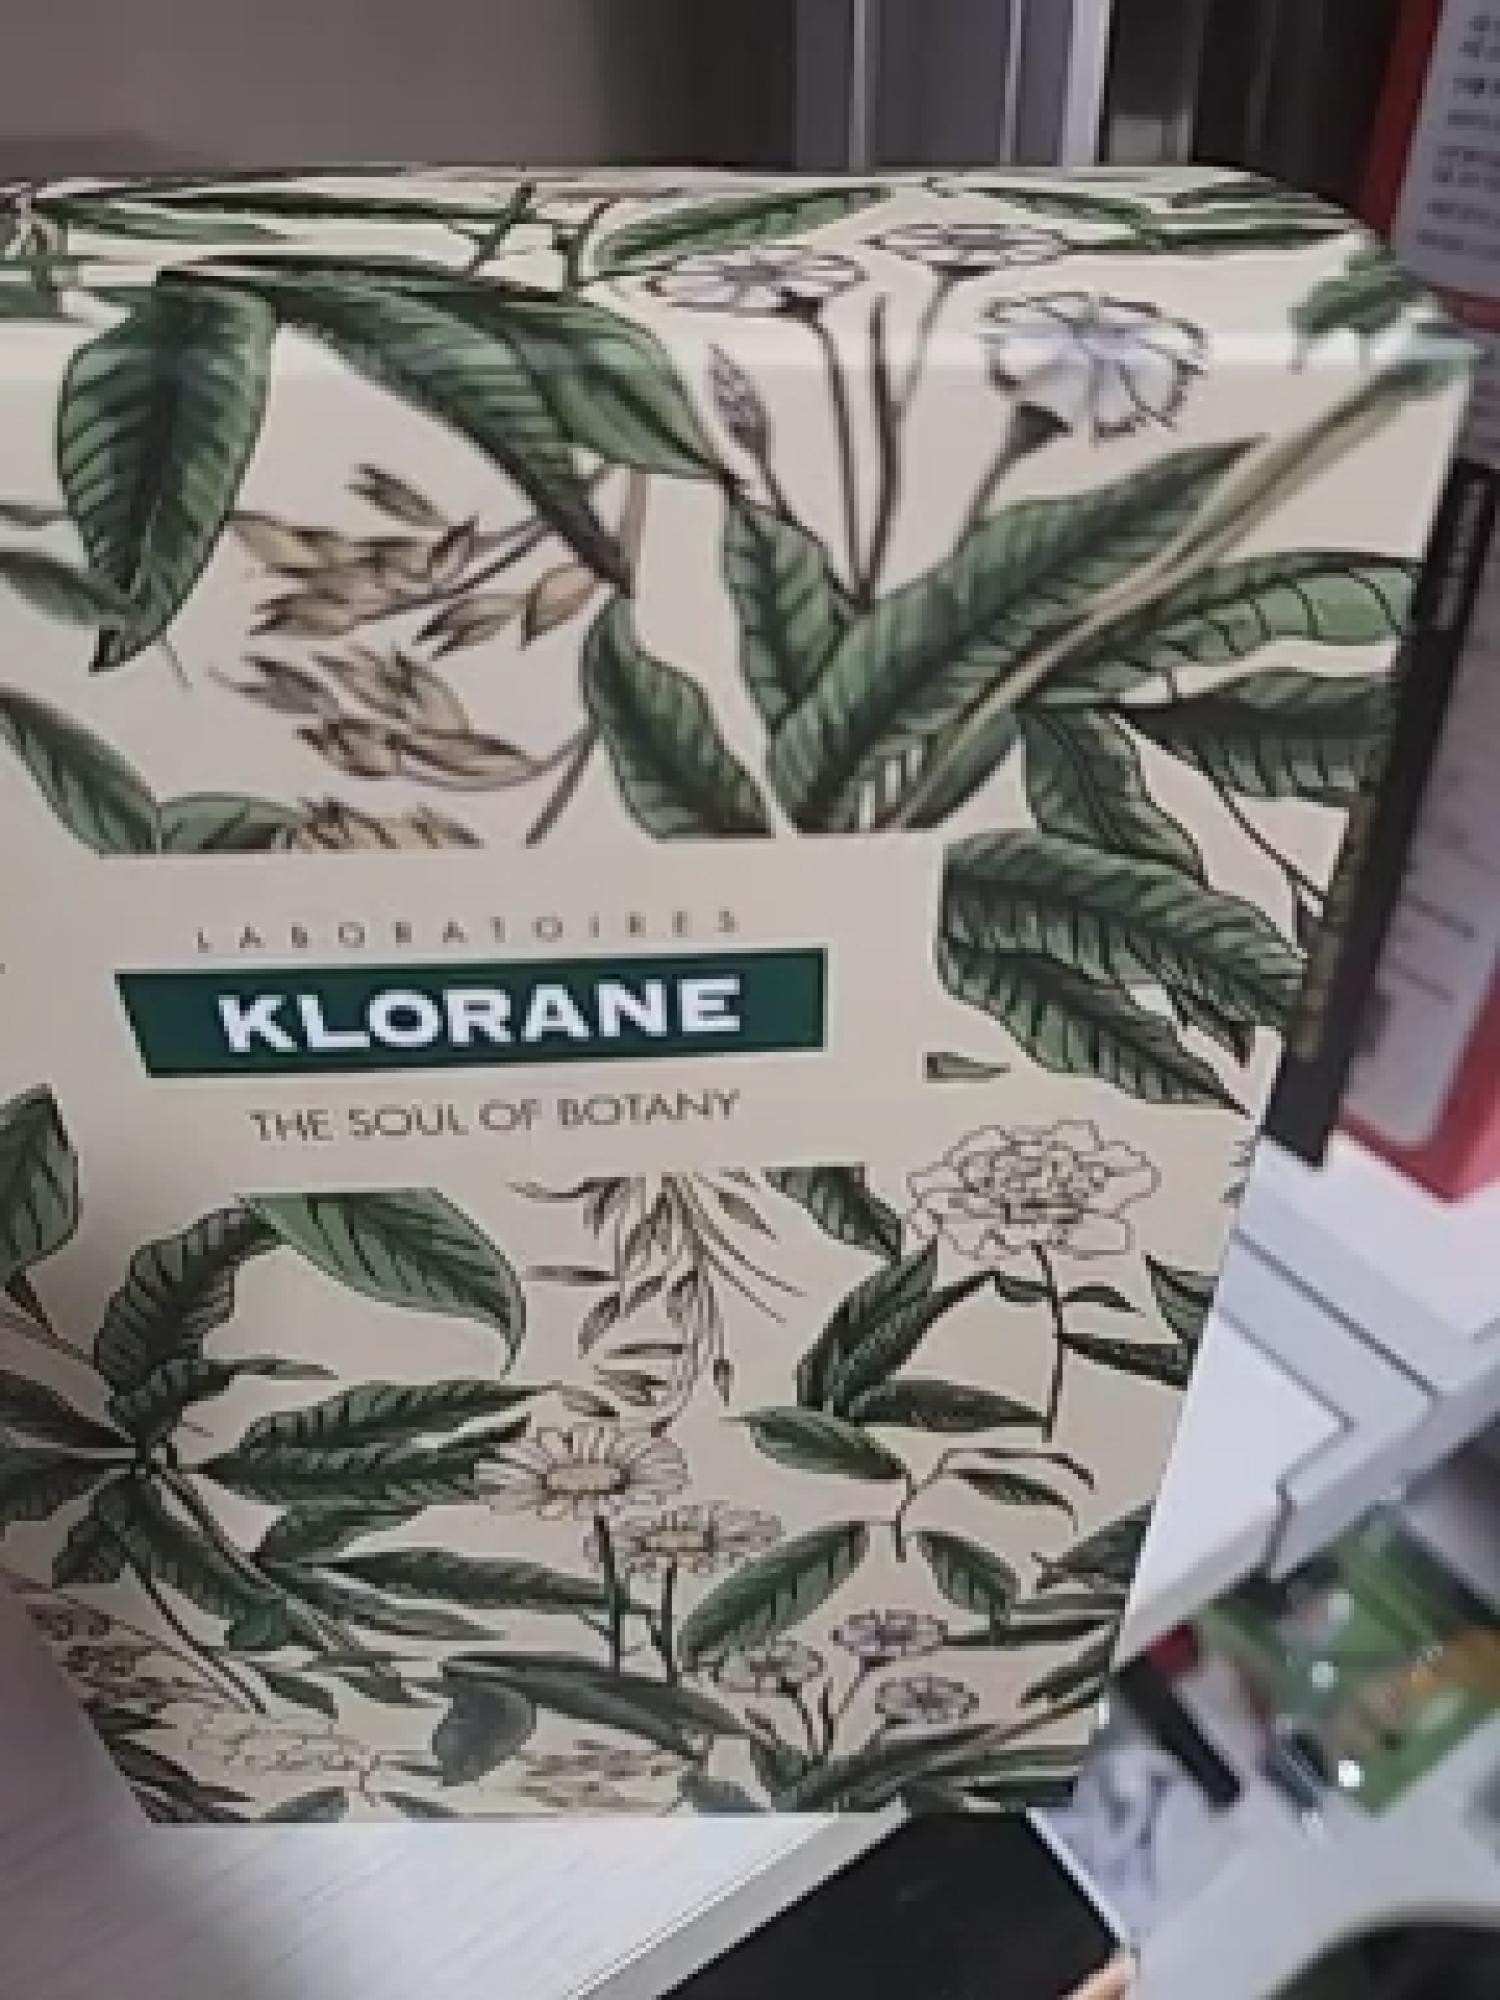 LABORATOIRES
KLORANE
THE SOUL OF BOTANY